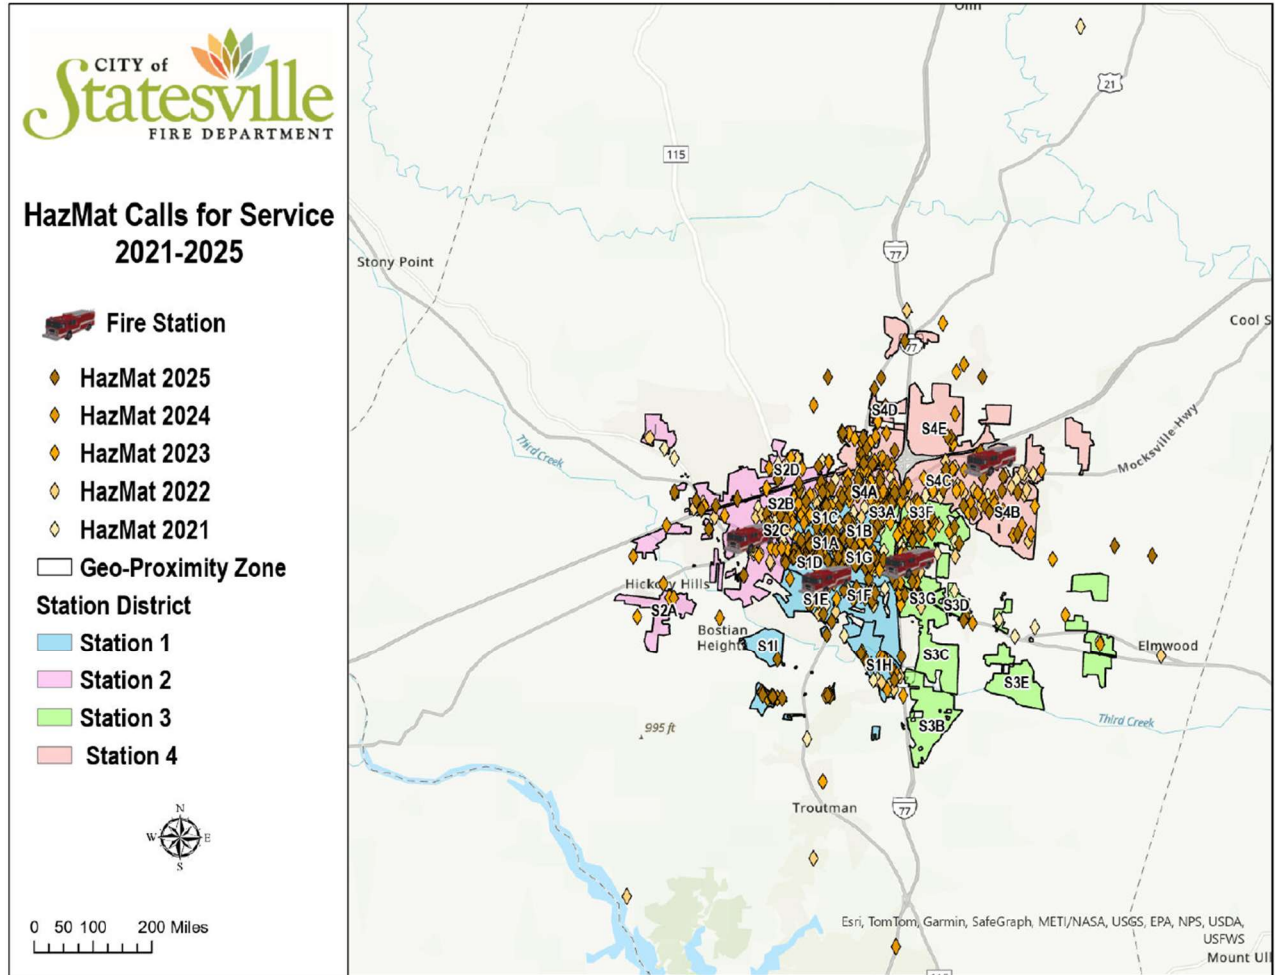 CITY of
Statesville
FIRE DEPARTMENT
HazMat Calls for Service
2021-2025
Fire Station
HazMat 2025
HazMat 2024
HazMat 2023
HazMat 2022
HazMat 2021
Geo-Proximity Zone
Station District
Station 1
Station 2
Station 3
Station 4
N
W E
S
0 50 100 200 Miles
Olin
21
115
77
Stony Point
Cool S
77
Mocksville-Hwy
Third Creek
S4D
S4E
S2D
S4C
S4A
S2B
S4B
S3A
S3F
S1C
S2C
S1B
S1A
S1G
S1D
Hickory Hills
S1E
S1F
S3G
S3D
S2A
Bostian
Heights
S1I
Elmwood
S3C
S1H
S3E
Third Creek
S3B
995 ft
Troutman
77
Esri, TomTom, Garmin, SafeGraph, METI/NASA, USGS, EPA, NPS, USDA,
USFWS
Mount Ull